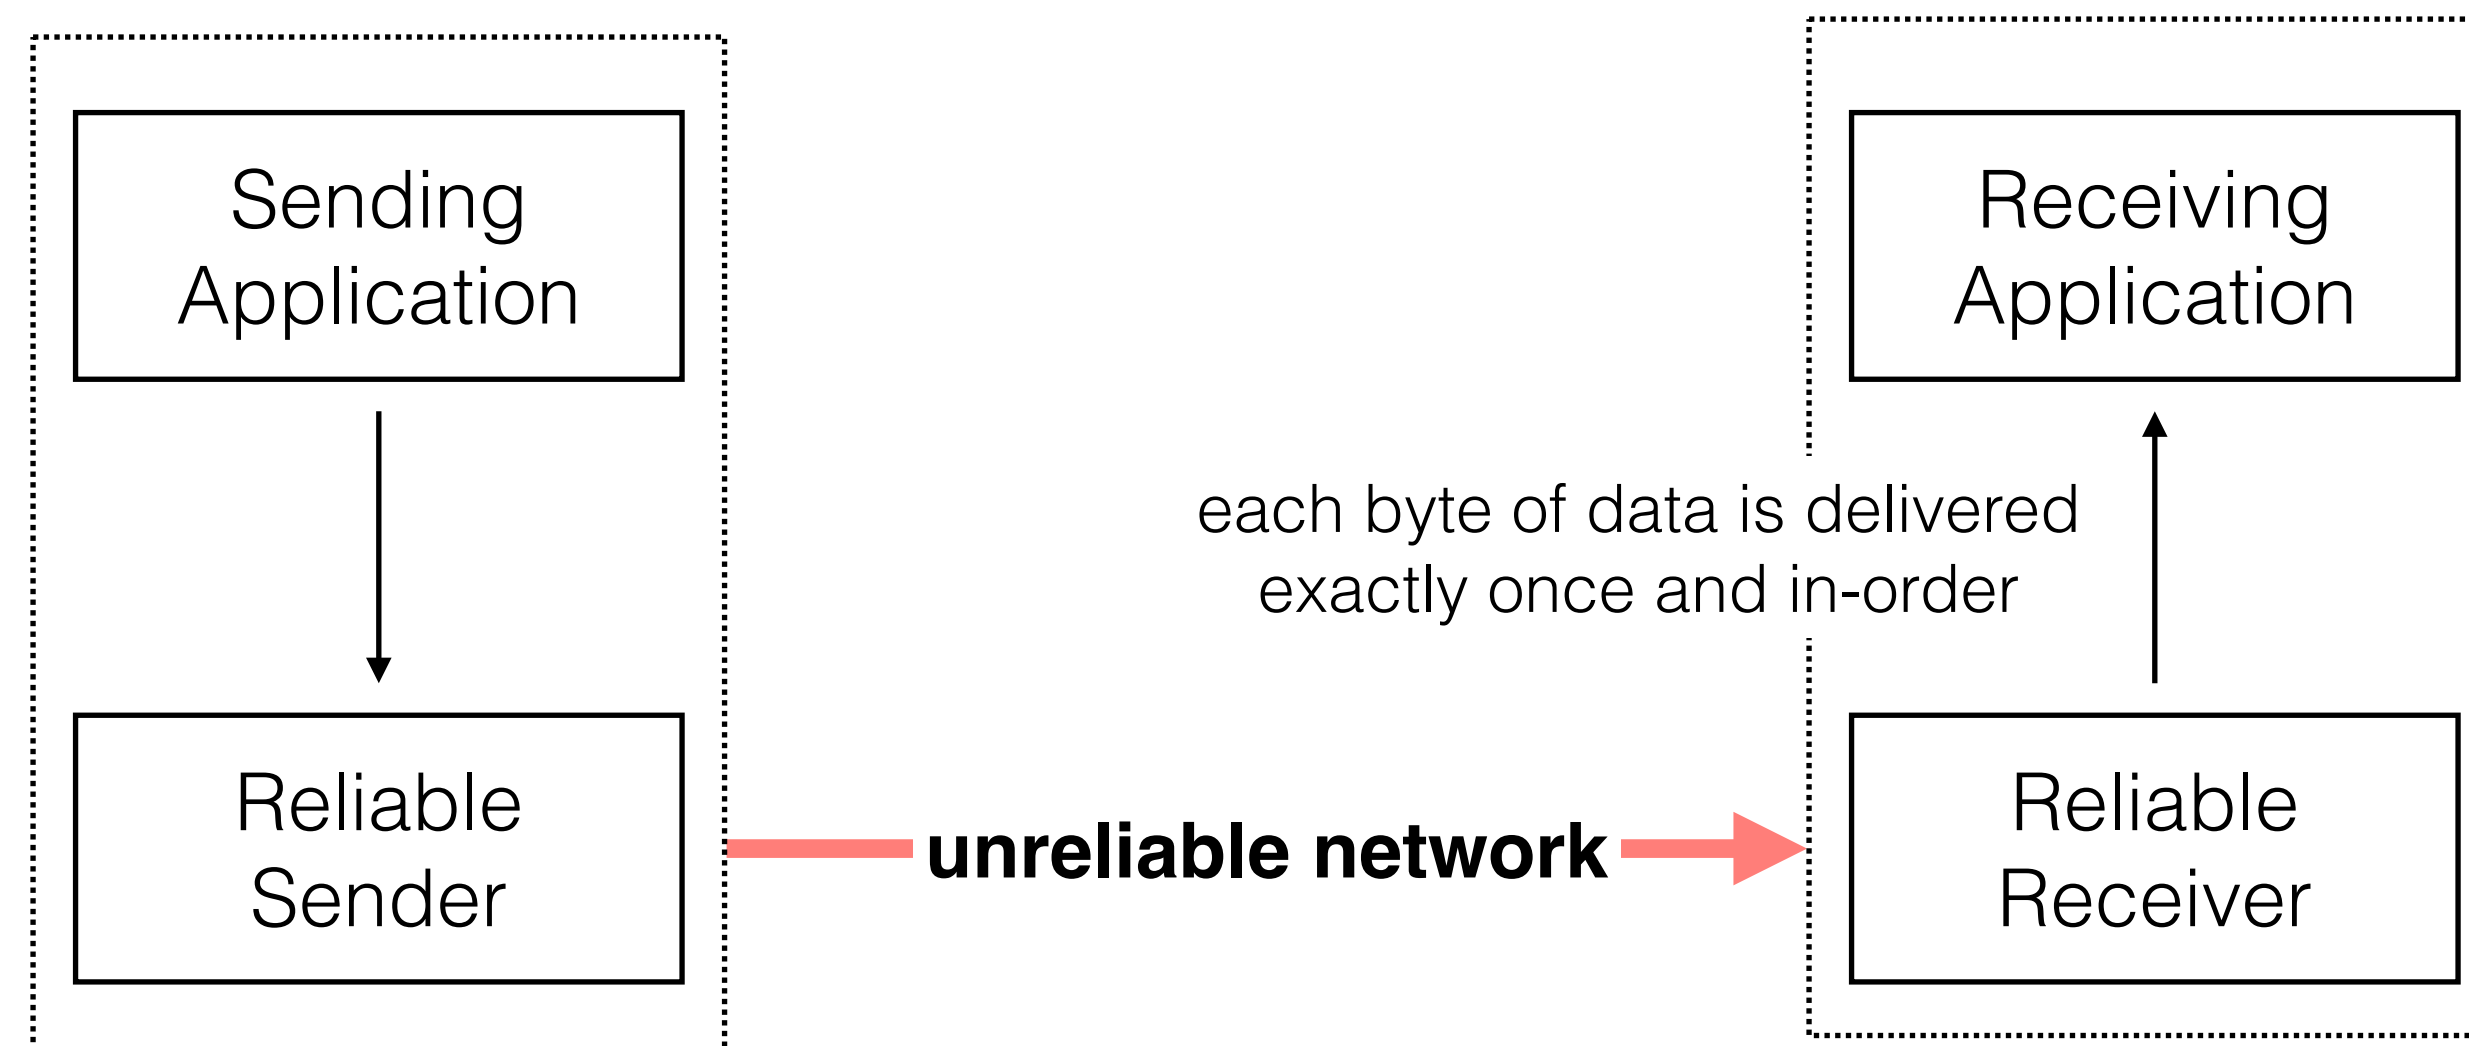 Sending
Application
Receiving
Application
each byte of data is delivered
exactly once and in-order
Reliable
Sender
unreliable network
Reliable
Receiver